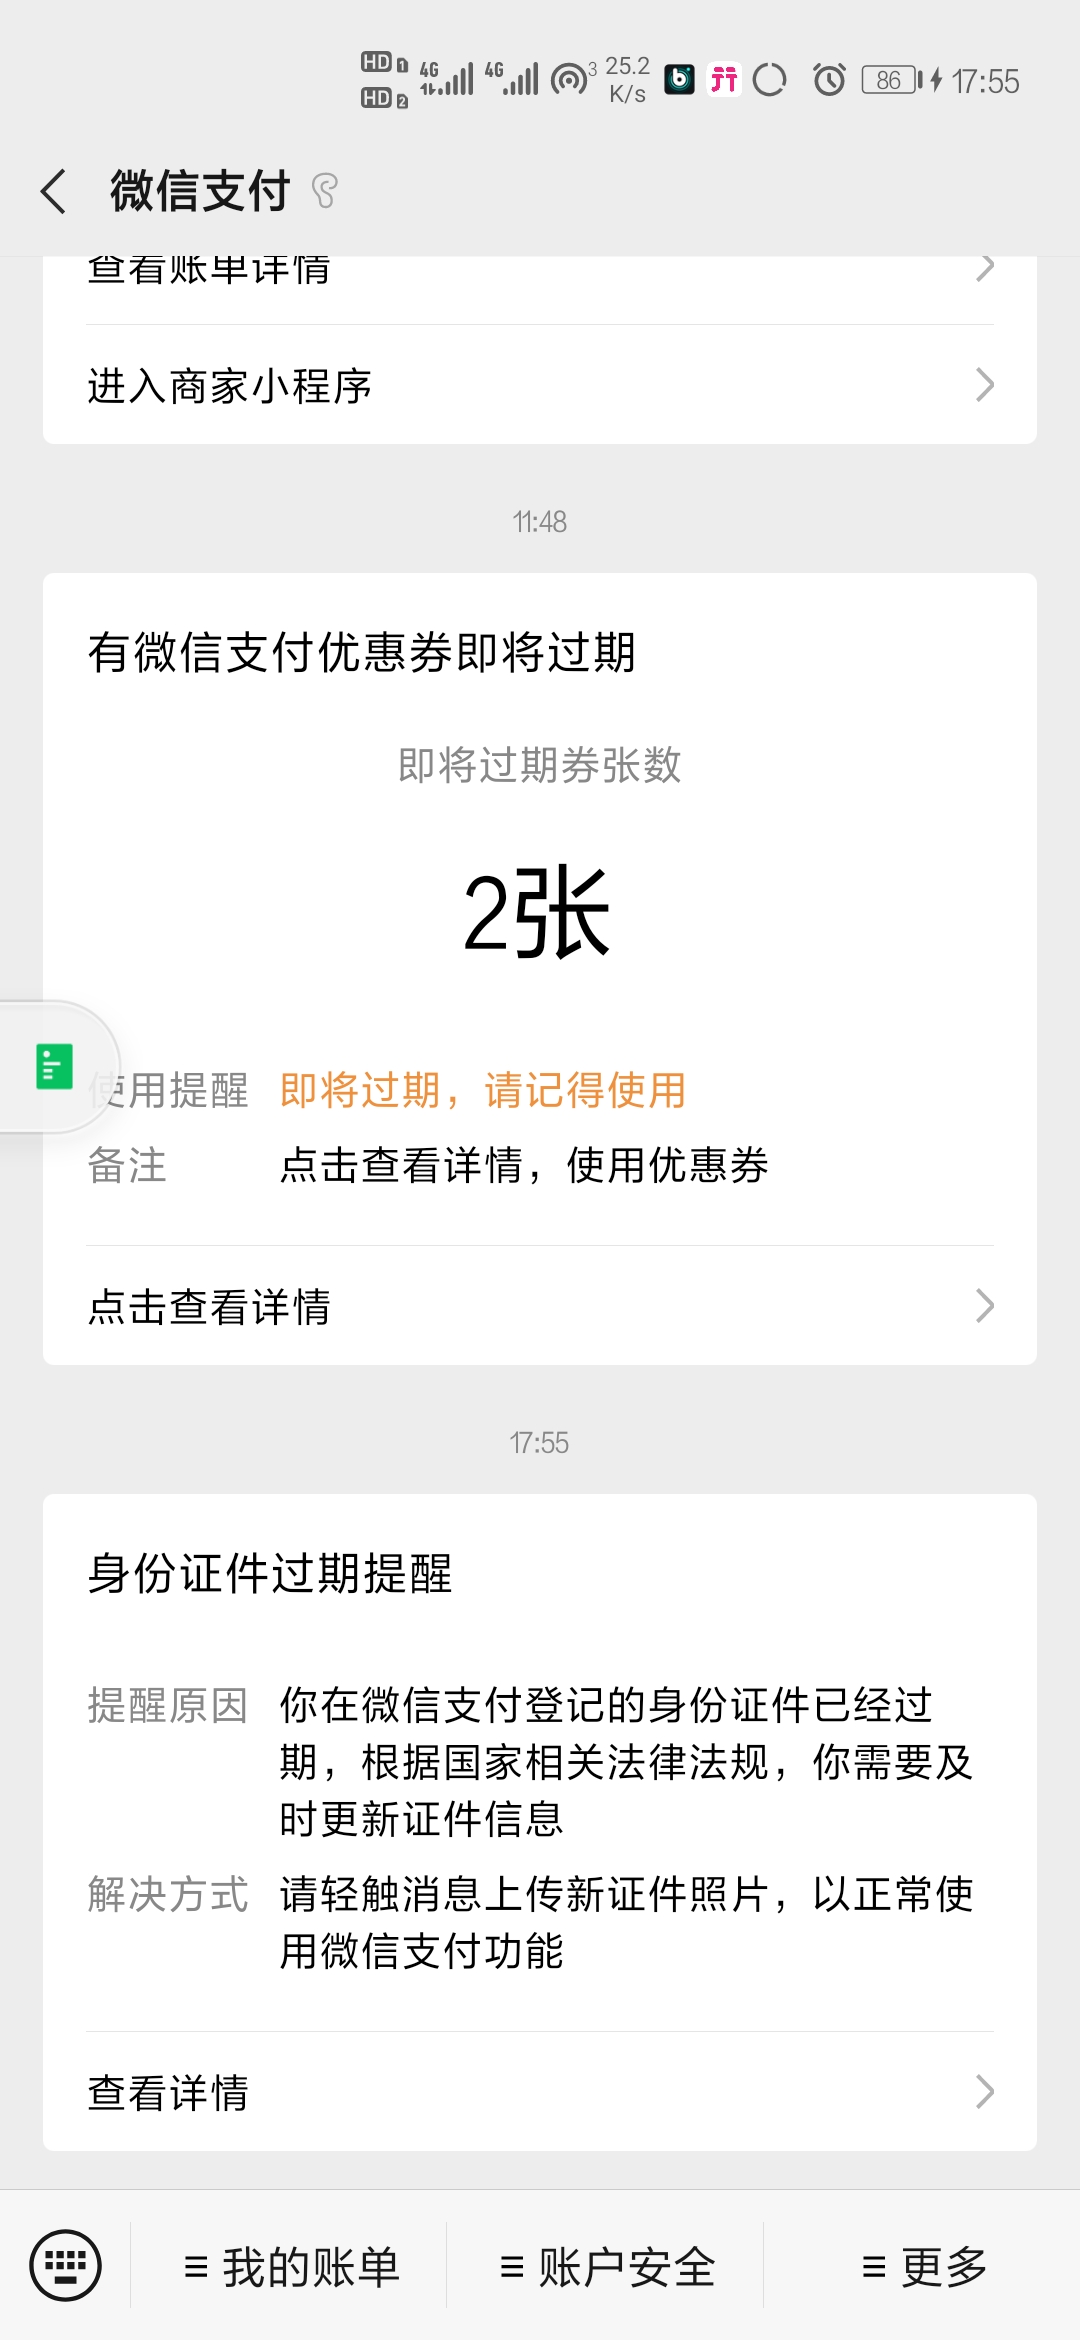 HD 1 4G 4G 3 25.2 86 17:55
HD 2 K/s
微信支付
查看账单详情
进入商家小程序
11:48
有微信支付优惠券即将过期
即将过期券张数
2张
使用提醒 即将过期，请记得使用
备注 点击查看详情，使用优惠券
点击查看详情
17:55
身份证件过期提醒
提醒原因 你在微信支付登记的身份证件已经过
期，根据国家相关法律法规，你需要及
时更新证件信息
解决方式 请轻触消息上传新证件照片，以正常使
用微信支付功能
查看详情
我的账单 账户安全 更多